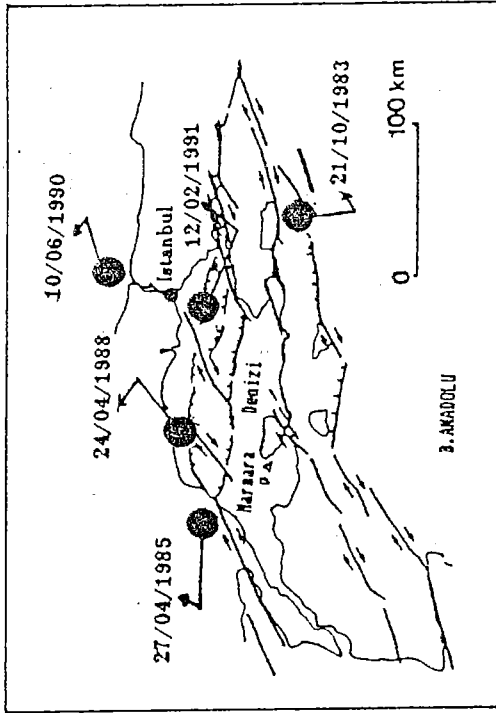 10/06/1990
24/04/1988
27/04/1985
Istanbul
12/02/1991
Marmara Denizi
21/10/1983
B. ANADOLU
0 100 km